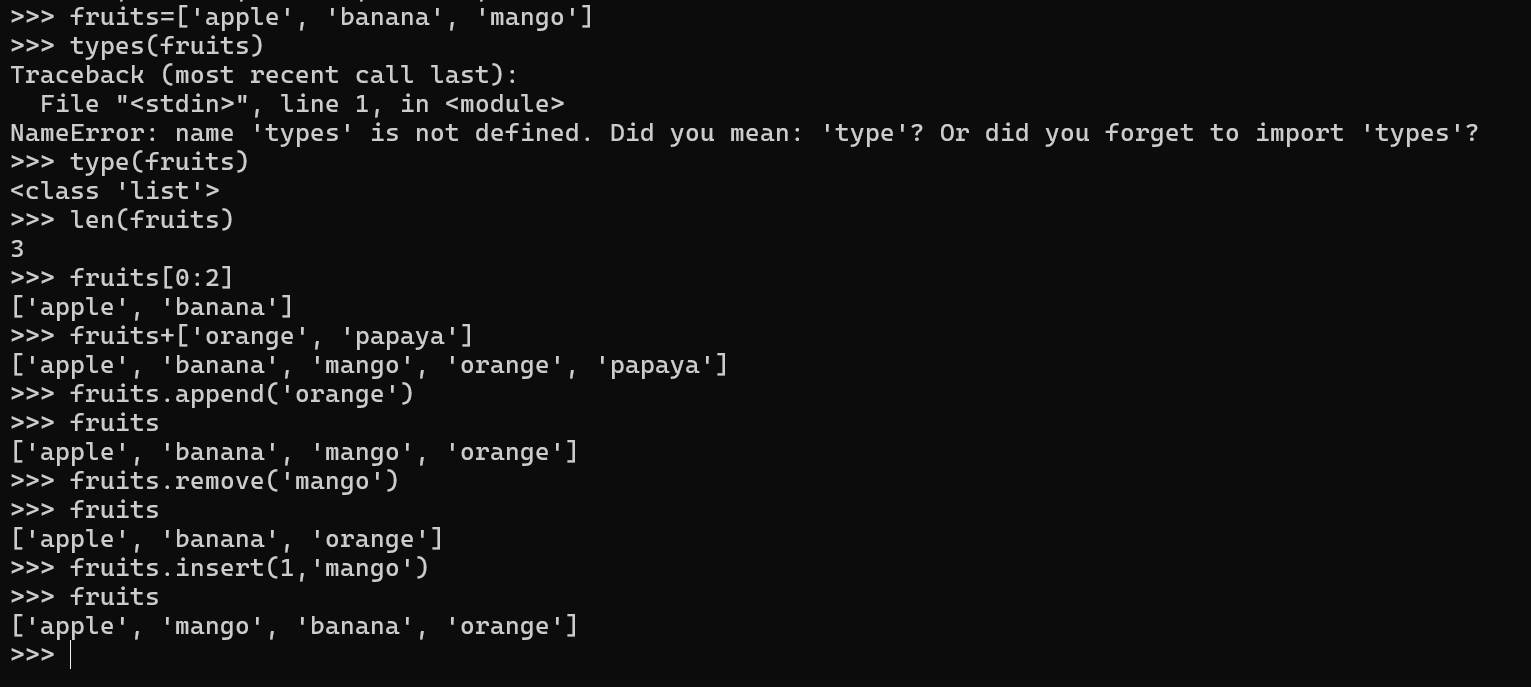 >>> fruits=['apple', 'banana', 'mango']
>>> types(fruits)
Traceback (most recent call last):
  File "<stdin>", line 1, in <module>
NameError: name 'types' is not defined. Did you mean: 'type'? Or did you forget to import 'types'?
>>> type(fruits)
<class 'list'>
>>> len(fruits)
3
>>> fruits[0:2]
['apple', 'banana']
>>> fruits+['orange', 'papaya']
['apple', 'banana', 'mango', 'orange', 'papaya']
>>> fruits.append('orange')
>>> fruits
['apple', 'banana', 'mango', 'orange']
>>> fruits.remove('mango')
>>> fruits
['apple', 'banana', 'orange']
>>> fruits.insert(1,'mango')
>>> fruits
['apple', 'mango', 'banana', 'orange']
>>>